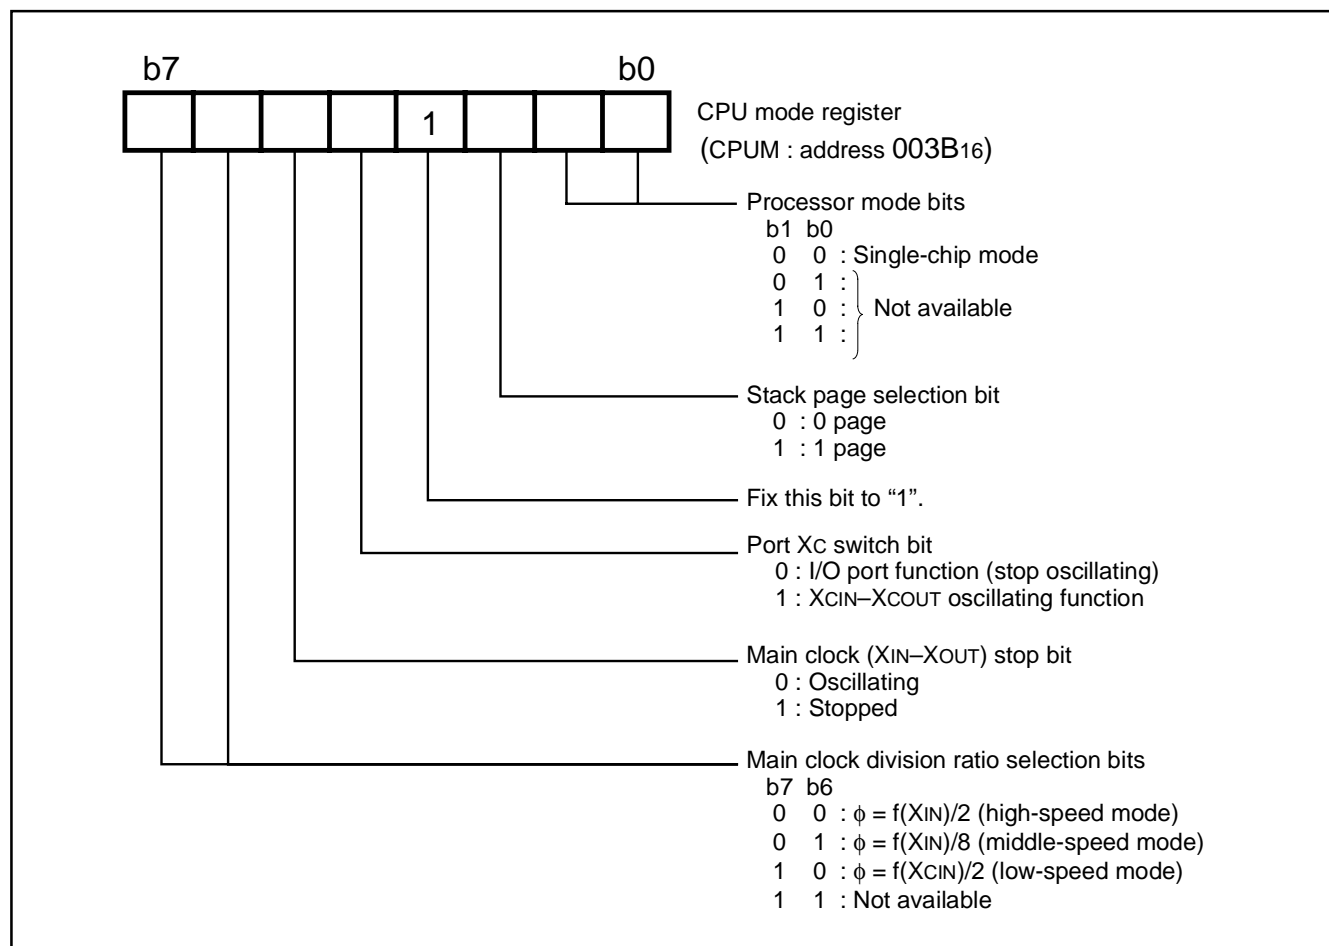 b7 b0
1
CPU mode register
(CPUM : address 003B16)
Processor mode bits
b1 b0
0 0 : Single-chip mode
0 1 :
1 0 : Not available
1 1 :
Stack page selection bit
0 : 0 page
1 : 1 page
Fix this bit to “1”.
Port XC switch bit
0 : I/O port function (stop oscillating)
1 : XCIN–XCOUT oscillating function
Main clock (XIN–XOUT) stop bit
0 : Oscillating
1 : Stopped
Main clock division ratio selection bits
b7 b6
0 0 : ϕ = f(XIN)/2 (high-speed mode)
0 1 : ϕ = f(XIN)/8 (middle-speed mode)
1 0 : ϕ = f(XCIN)/2 (low-speed mode)
1 1 : Not available